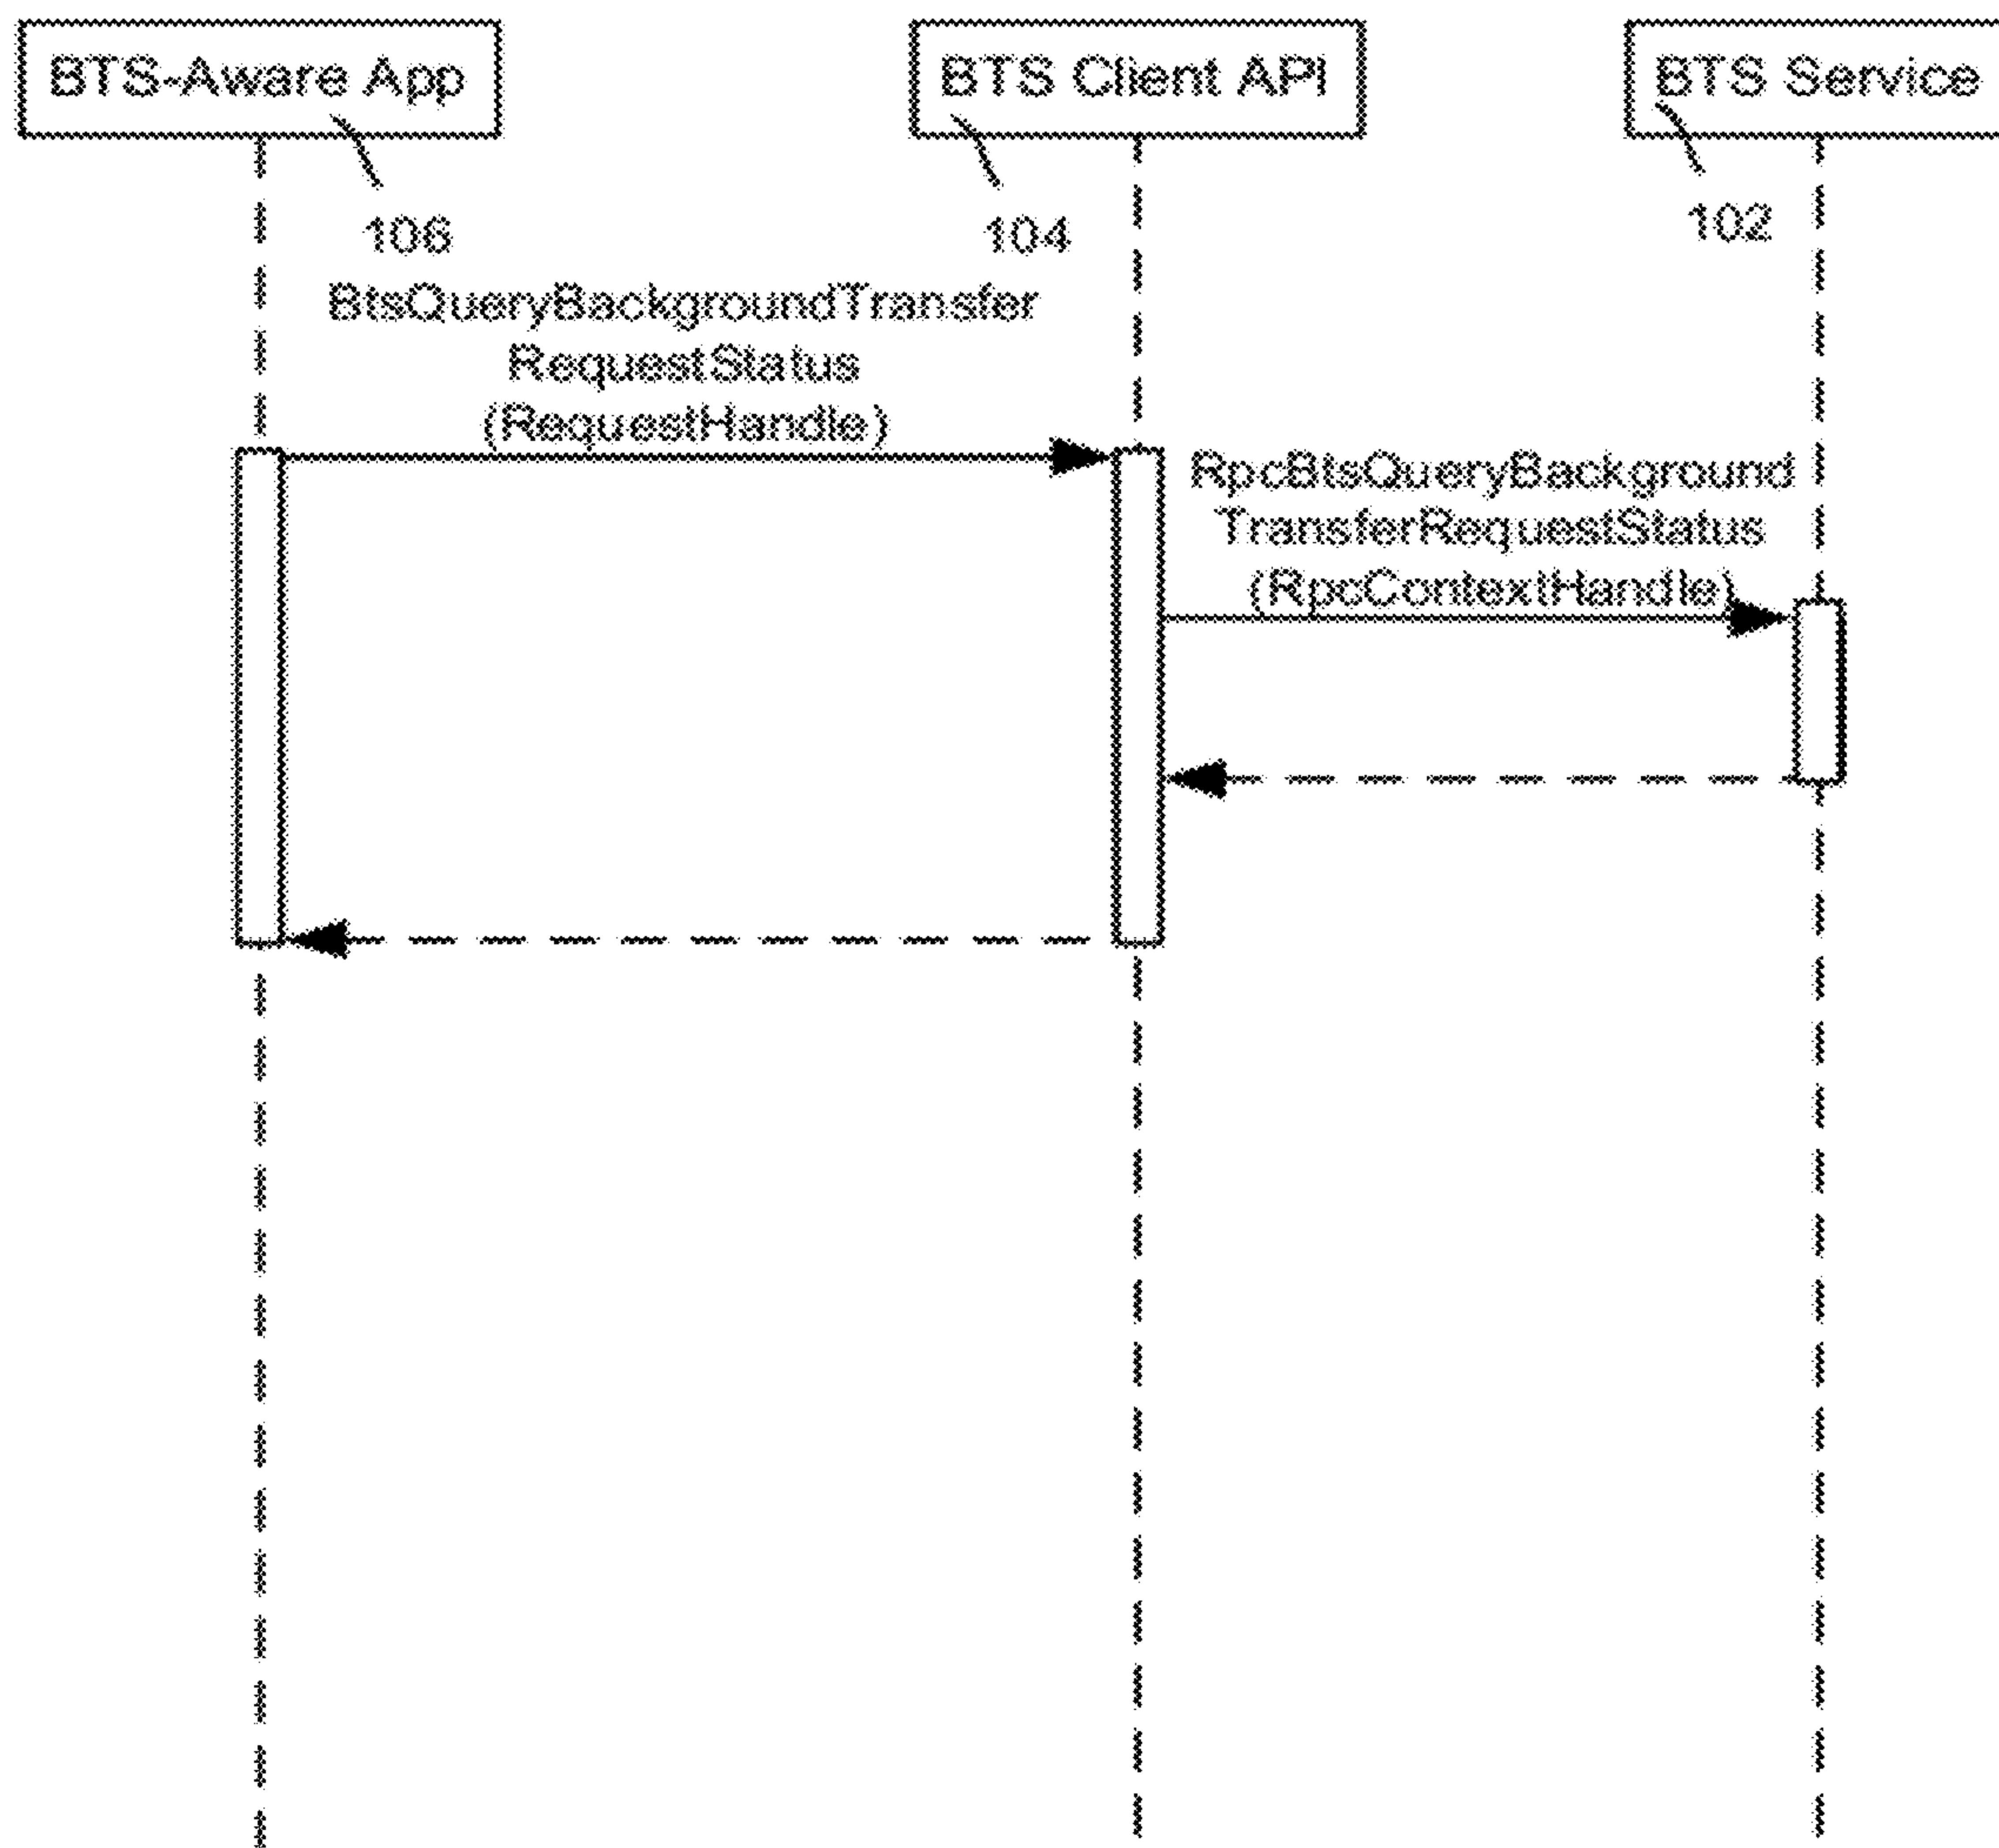 BTS-Aware App
BTS Client API
BTS Service
106
104
102
BtsQueryBackgroundTransfer
RequestStatus
(RequestHandle)
RpcBtsQueryBackground
TransferRequestStatus
(RpcContextHandle)